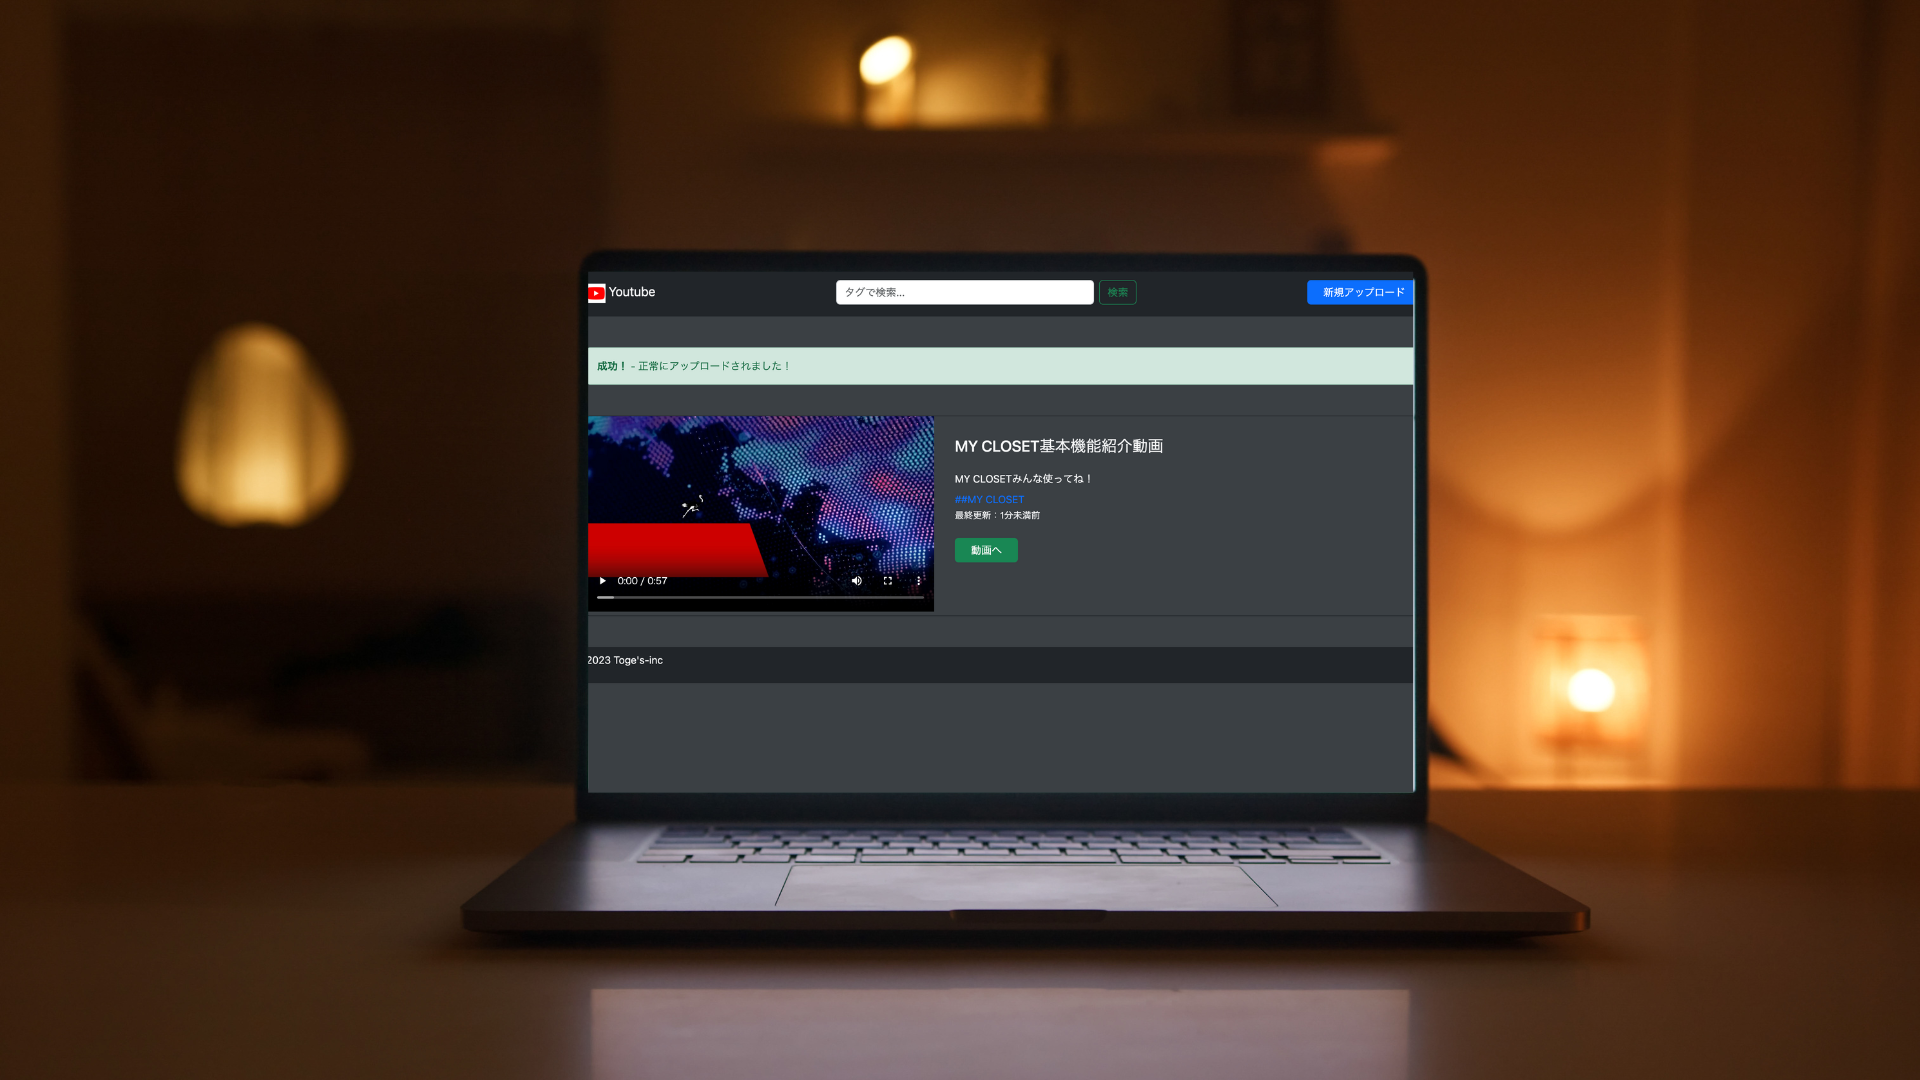 Youtube
タグで検索...
検索
新規アップロード
成功！ - 正常にアップロードされました！
MY CLOSET基本機能紹介動画
MY CLOSETみんな使ってね！
##MY CLOSET
最終更新：1分未満前
動画へ
0:00 / 0:57
2023 Toge's-inc